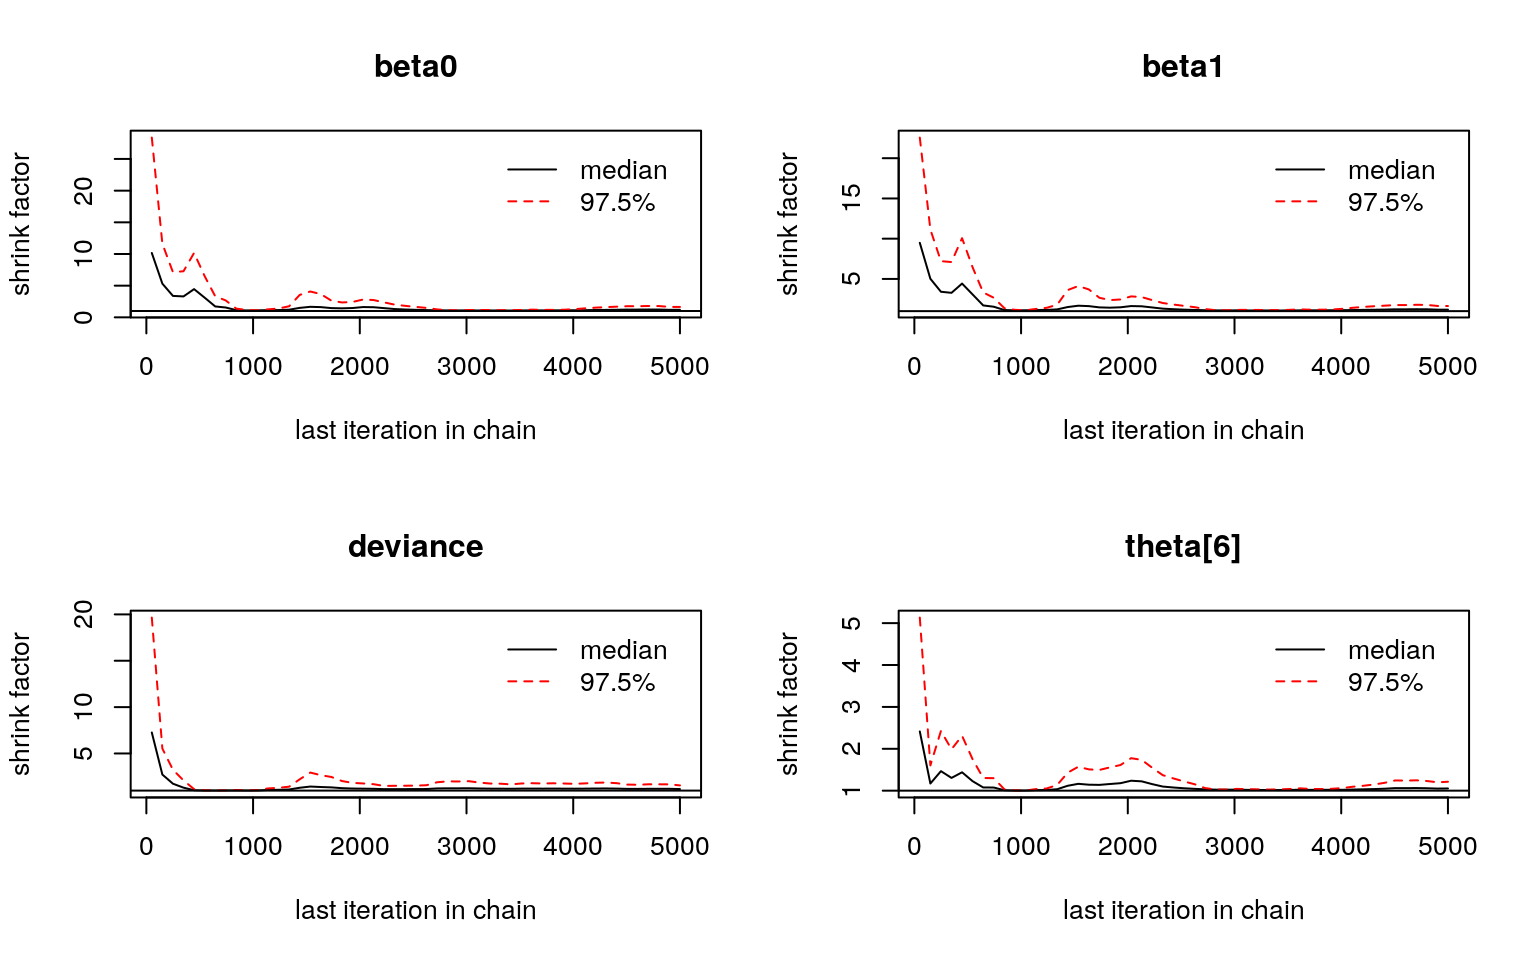 beta0
shrink factor
0 10 20
median
97.5%
0 1000 2000 3000 4000 5000
last iteration in chain
beta1
shrink factor
5 15
median
97.5%
0 1000 2000 3000 4000 5000
last iteration in chain
deviance
shrink factor
5 10 20
median
97.5%
0 1000 2000 3000 4000 5000
last iteration in chain
theta[6]
shrink factor
1 2 3 4 5
median
97.5%
0 1000 2000 3000 4000 5000
last iteration in chain